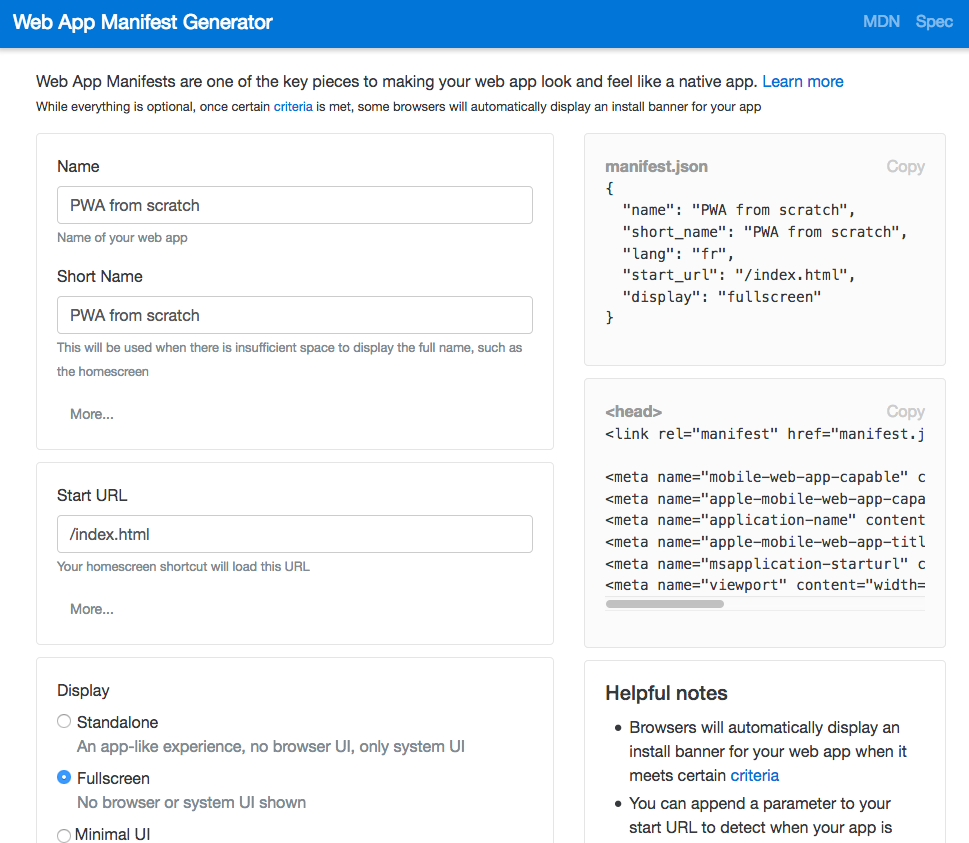 Web App Manifest Generator
MDN Spec
Web App Manifests are one of the key pieces to making your web app look and feel like a native app. Learn more
While everything is optional, once certain criteria is met, some browsers will automatically display an install banner for your app
Name
PWA from scratch
Name of your web app
Short Name
PWA from scratch
This will be used when there is insufficient space to display the full name, such as
the homescreen
More...
Start URL
/index.html
Your homescreen shortcut will load this URL
More...
Display
Standalone
An app-like experience, no browser UI, only system UI
Fullscreen
No browser or system UI shown
Minimal UI
manifest.json Copy
{
"name": "PWA from scratch",
"short_name": "PWA from scratch",
"lang": "fr",
"start_url": "/index.html",
"display": "fullscreen"
}
<head> Copy
<link rel="manifest" href="manifest.j
<meta name="mobile-web-app-capable" c
<meta name="apple-mobile-web-app-capa
<meta name="application-name" content
<meta name="apple-mobile-web-app-titl
<meta name="msapplication-starturl" c
<meta name="viewport" content="width=
Helpful notes
• Browsers will automatically display an
install banner for your web app when it
meets certain criteria
• You can append a parameter to your
start URL to detect when your app is